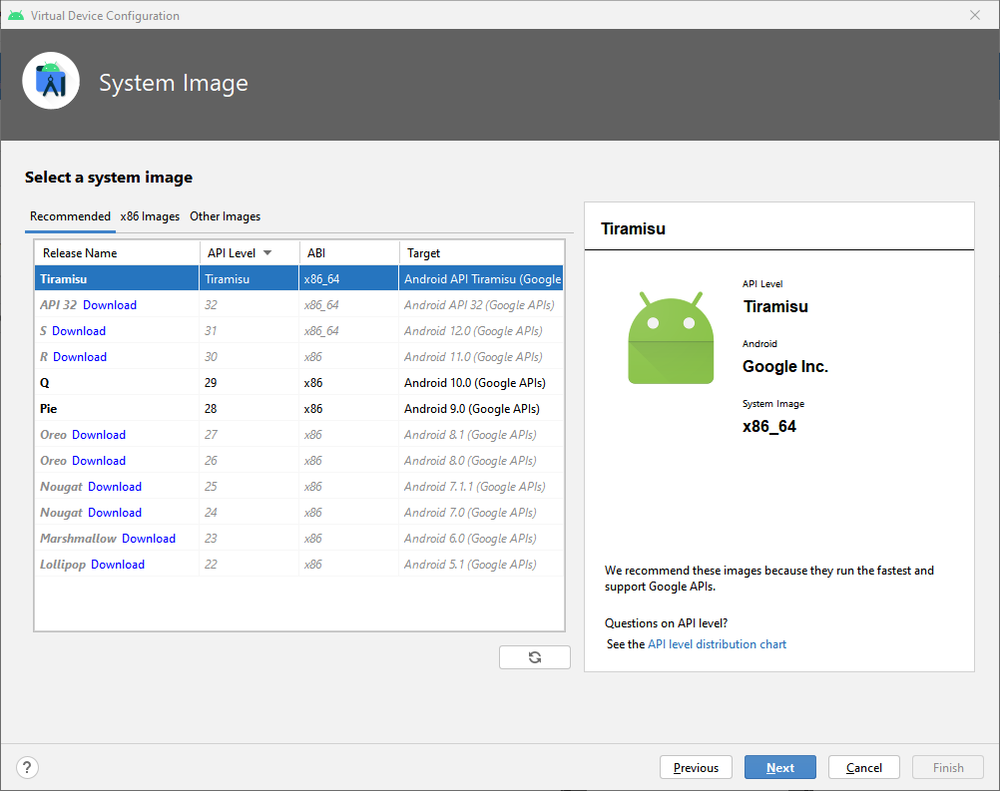 Virtual Device Configuration
System Image
Select a system image
Recommended x86 Images Other Images
Release Name API Level ABI Target
Tiramisu Tiramisu x86_64 Android API Tiramisu (Google
API 32 Download 32 x86_64 Android API 32 (Google APIs)
S Download 31 x86_64 Android 12.0 (Google APIs)
R Download 30 x86 Android 11.0 (Google APIs)
Q 29 x86 Android 10.0 (Google APIs)
Pie 28 x86 Android 9.0 (Google APIs)
Oreo Download 27 x86 Android 8.1 (Google APIs)
Oreo Download 26 x86 Android 8.0 (Google APIs)
Nougat Download 25 x86 Android 7.1.1 (Google APIs)
Nougat Download 24 x86 Android 7.0 (Google APIs)
Marshmallow Download 23 x86 Android 6.0 (Google APIs)
Lollipop Download 22 x86 Android 5.1 (Google APIs)
Tiramisu
API Level
Tiramisu
Android
Google Inc.
System Image
x86_64
We recommend these images because they run the fastest and
support Google APIs.
Questions on API level?
See the API level distribution chart
? Previous Next Cancel Finish